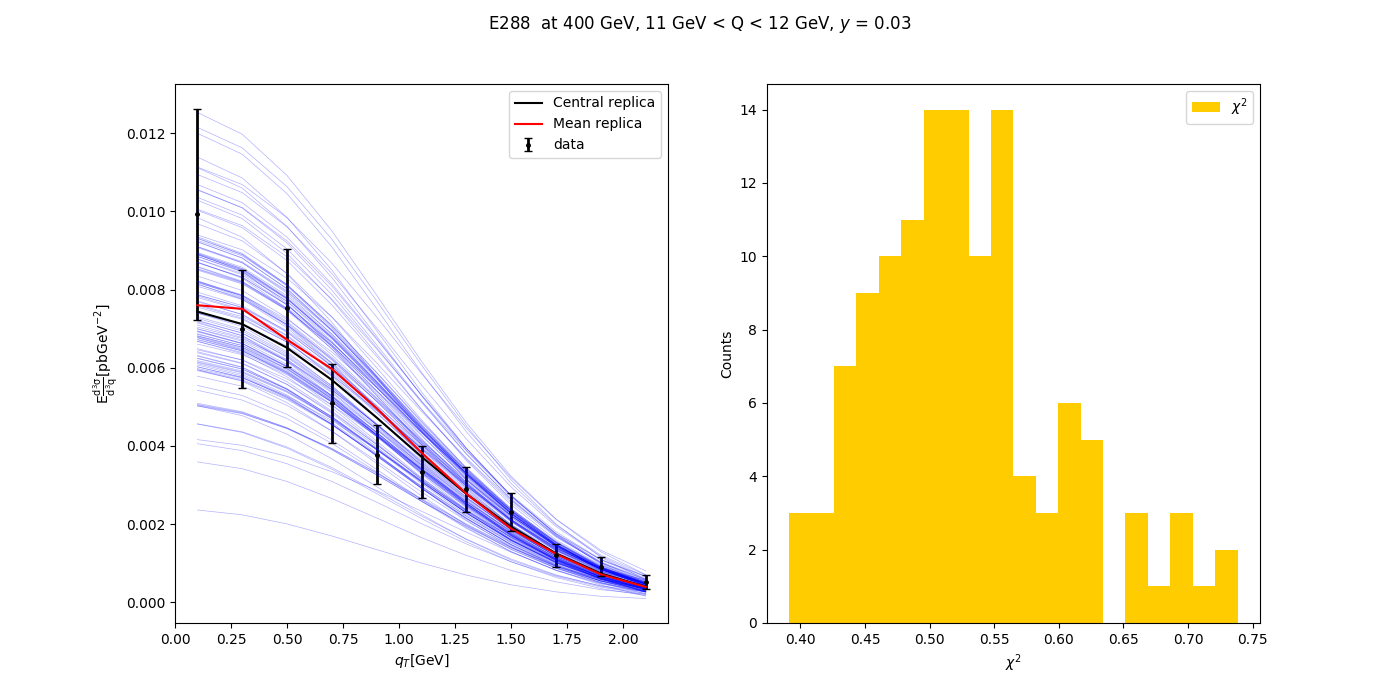 E288 at 400 GeV, 11 GeV < Q < 12 GeV, y = 0.03
Central replica
Mean replica
data
0.012
0.010
0.008
0.006
0.004
0.002
0.000
E d³σ/d³q [pbGeV⁻²]
0.00 0.25 0.50 0.75 1.00 1.25 1.50 1.75 2.00
q_T[GeV]
χ²
14
12
10
8
6
4
2
0
Counts
0.40 0.45 0.50 0.55 0.60 0.65 0.70 0.75
χ²